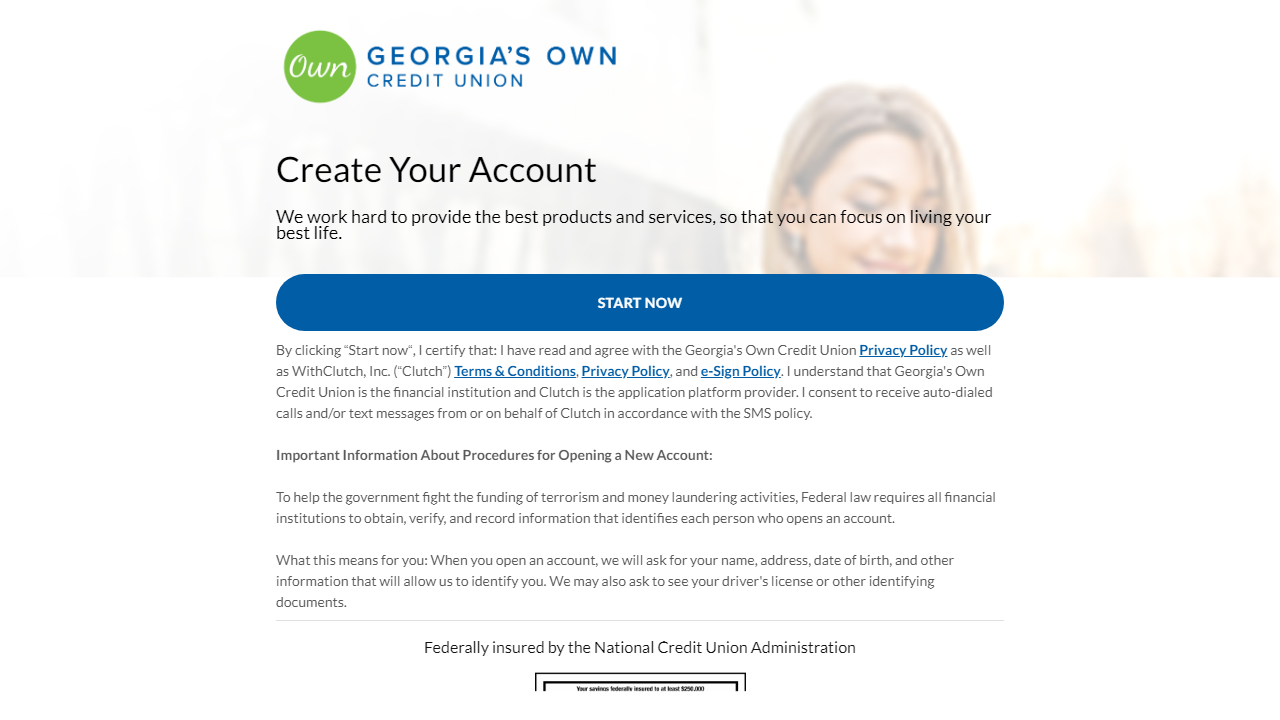 Own
GEORGIA'S OWN
CREDIT UNION
Create Your Account
We work hard to provide the best products and services, so that you can focus on living your
best life.
START NOW
By clicking “Start now“, I certify that: I have read and agree with the Georgia's Own Credit Union Privacy Policy as well
as WithClutch, Inc. (“Clutch”) Terms & Conditions, Privacy Policy, and e-Sign Policy. I understand that Georgia's Own
Credit Union is the financial institution and Clutch is the application platform provider. I consent to receive auto-dialed
calls and/or text messages from or on behalf of Clutch in accordance with the SMS policy.
Important Information About Procedures for Opening a New Account:
To help the government fight the funding of terrorism and money laundering activities, Federal law requires all financial
institutions to obtain, verify, and record information that identifies each person who opens an account.
What this means for you: When you open an account, we will ask for your name, address, date of birth, and other
information that will allow us to identify you. We may also ask to see your driver's license or other identifying
documents.
Federally insured by the National Credit Union Administration
Your savings federally insured to at least $250,000